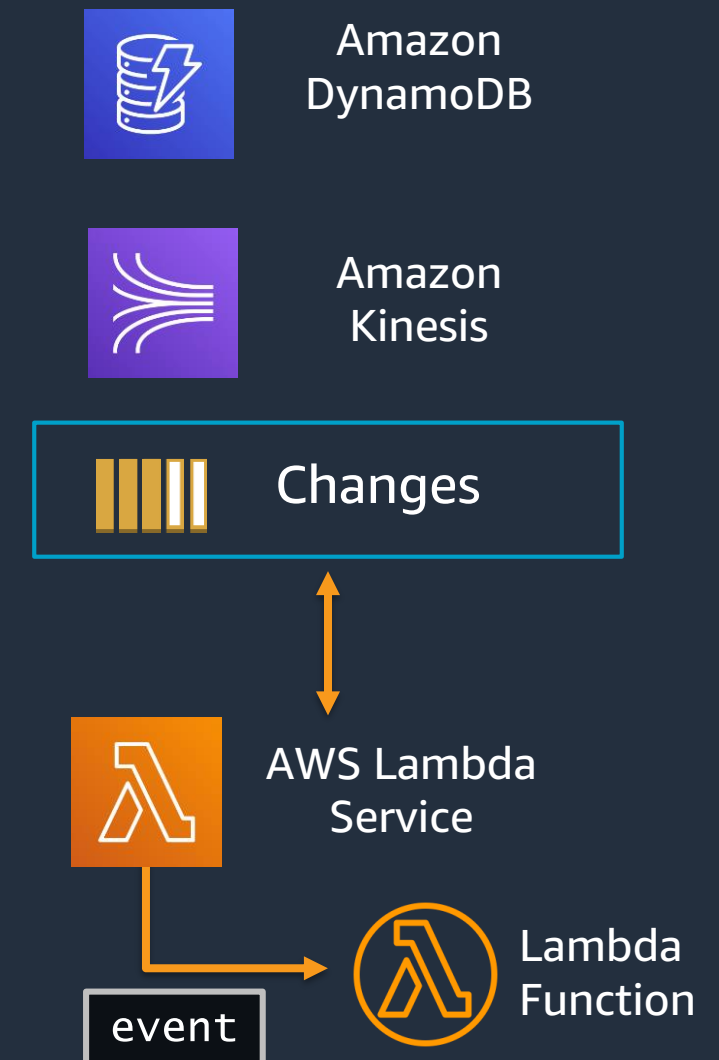 Amazon
DynamoDB
Amazon
Kinesis
Changes
AWS Lambda
Service
Lambda
Function
event